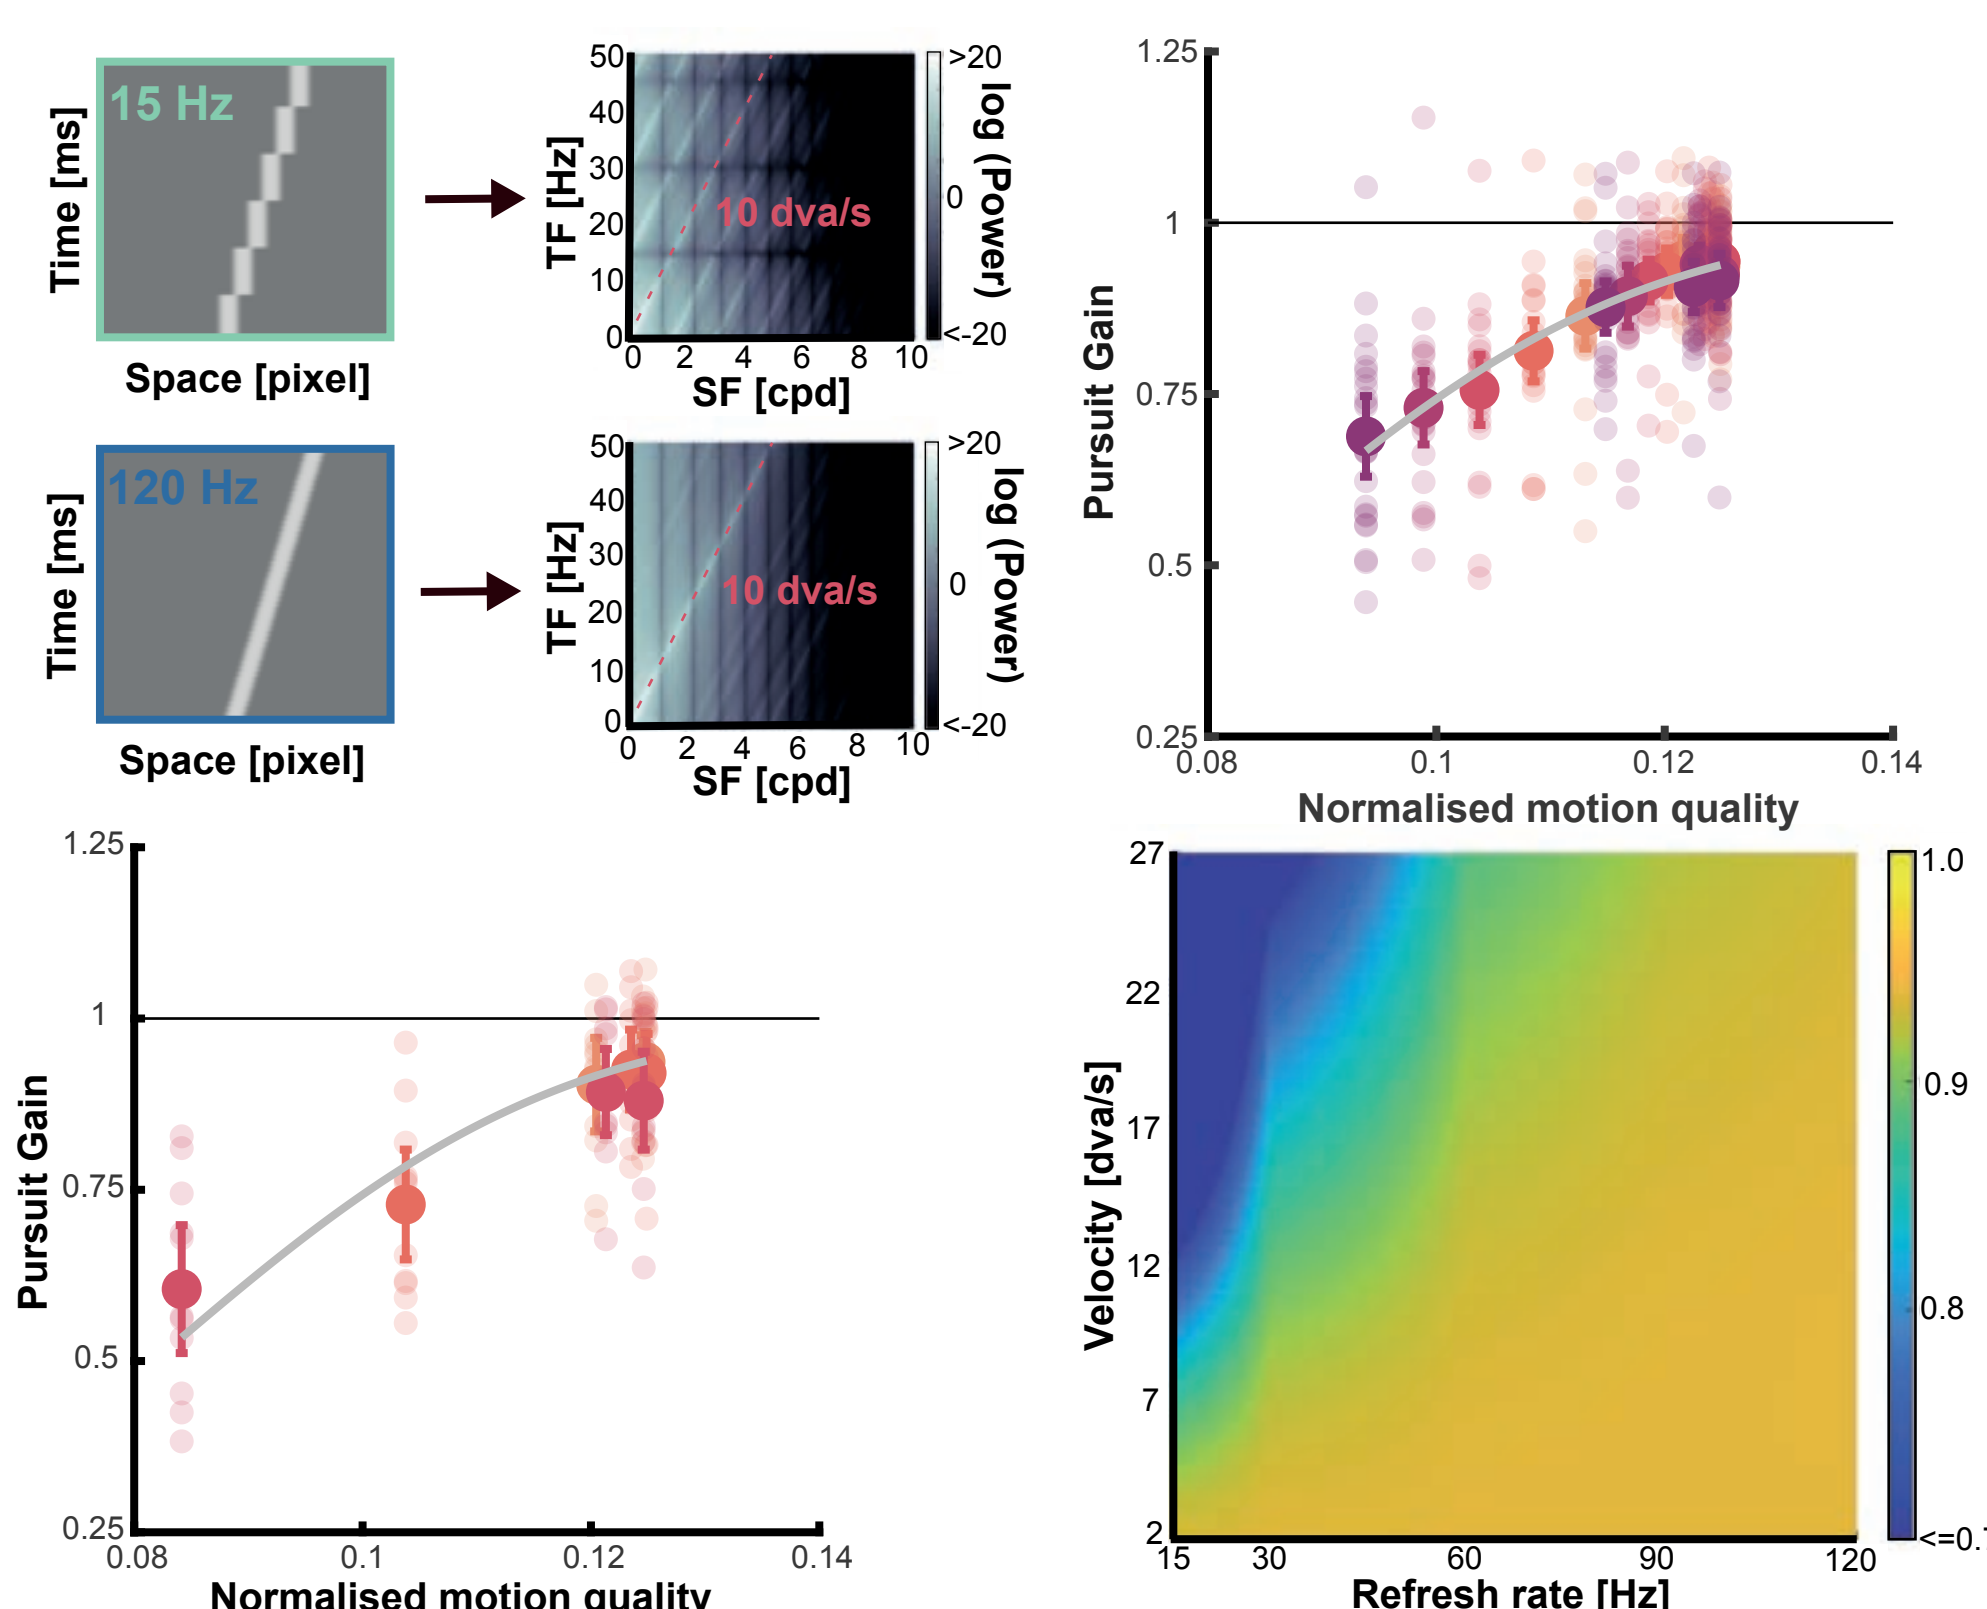 15 Hz
Time [ms]
Space [pixel]
50
40
30
20
10
0
0 2 4 6 8 10
TF [Hz]
SF [cpd]
10 dva/s
>20
0
<-20
log (Power)
120 Hz
Time [ms]
Space [pixel]
50
40
30
20
10
0
0 2 4 6 8 10
TF [Hz]
SF [cpd]
10 dva/s
>20
0
<-20
log (Power)
1.25
1
0.75
0.5
0.25
0.08 0.1 0.12 0.14
Pursuit Gain
Normalised motion quality
1.25
1
0.75
0.5
0.25
0.08 0.1 0.12 0.14
Pursuit Gain
Normalised motion quality
27
22
17
12
7
2
15 30 60 90 120
Velocity [dva/s]
Refresh rate [Hz]
1.0
0.9
0.8